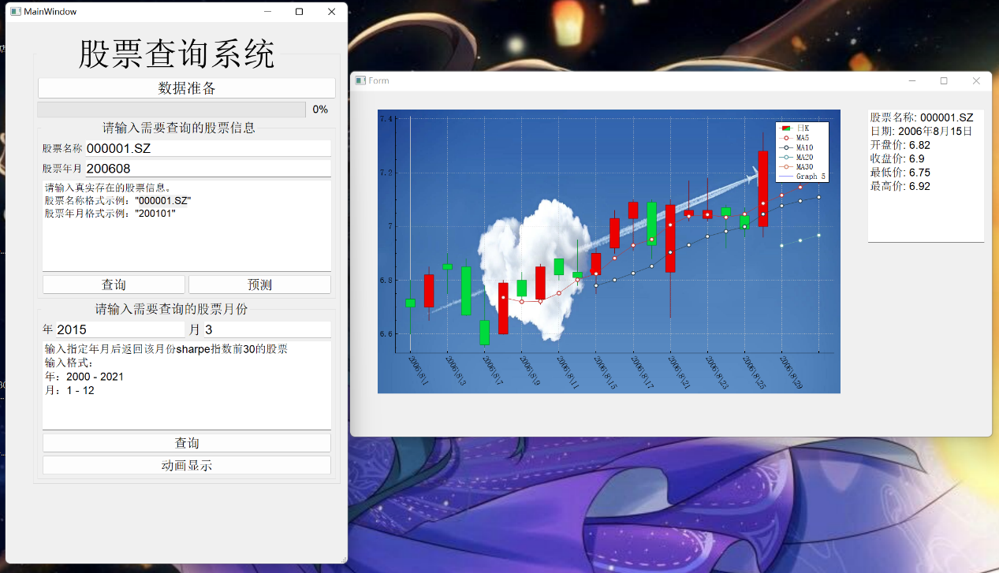 MainWindow
股票查询系统
数据准备
0%
请输入需要查询的股票信息
股票名称 000001.SZ
股票年月 200608
请输入真实存在的股票信息。
股票名称格式示例："000001.SZ"
股票年月格式示例："200101"
查询 预测
请输入需要查询的股票月份
年 2015 月 3
输入指定年月后返回该月份sharpe指数前30的股票
输入格式：
年：2000 - 2021
月：1 - 12
查询
动画显示
Form
7.4
7.2
7
6.8
6.6
日K
MA5
MA10
MA20
MA30
Graph 5
2006\8\1
2006\8\3
2006\8\7
2006\8\9
2006\8\11
2006\8\15
2006\8\17
2006\8\21
2006\8\23
2006\8\25
2006\8\29
股票名称: 000001.SZ
日期: 2006年8月15日
开盘价: 6.82
收盘价: 6.9
最低价: 6.75
最高价: 6.92